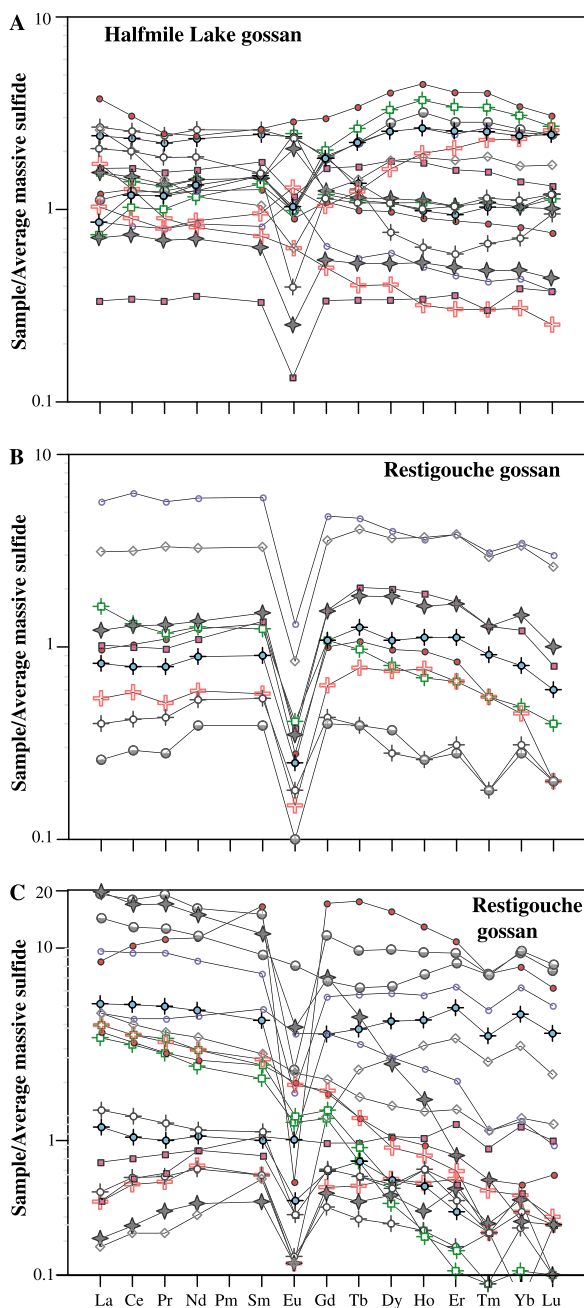 A
10
Halfmile Lake gossan
Sample/Average massive sulfide
1
0.1
B
10
Restigouche gossan
Sample/Average massive sulfide
1
0.1
C
20
Restigouche
gossan
10
Sample/Average massive sulfide
1
0.1
La Ce Pr Nd Pm Sm Eu Gd Tb Dy Ho Er Tm Yb Lu